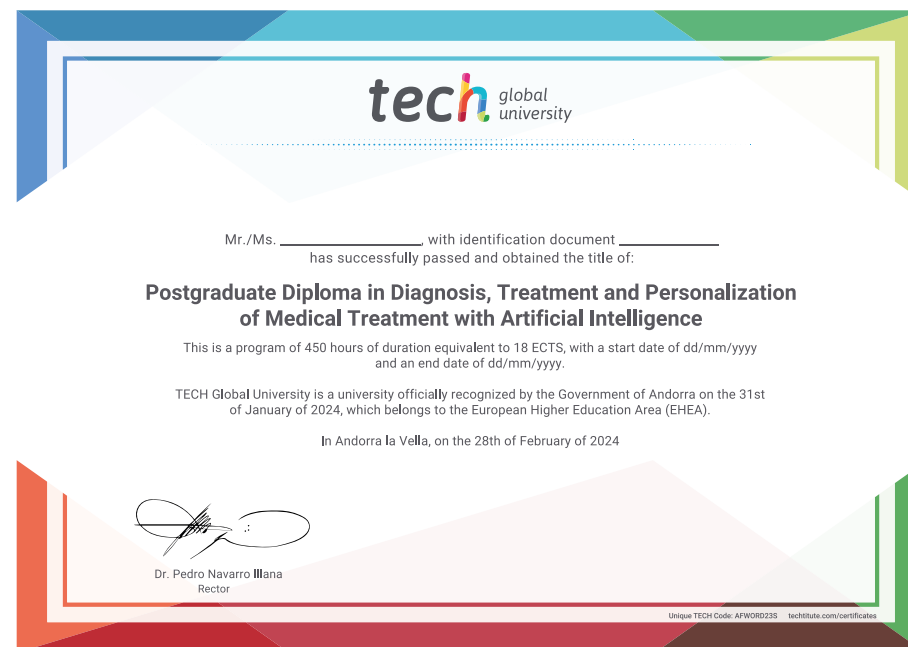 tech global university
Mr./Ms. ____________, with identification document ____________
has successfully passed and obtained the title of:
Postgraduate Diploma in Diagnosis, Treatment and Personalization
of Medical Treatment with Artificial Intelligence
This is a program of 450 hours of duration equivalent to 18 ECTS, with a start date of dd/mm/yyyy
and an end date of dd/mm/yyyy.
TECH Global University is a university officially recognized by the Government of Andorra on the 31st
of January of 2024, which belongs to the European Higher Education Area (EHEA).
In Andorra la Vella, on the 28th of February of 2024
Dr. Pedro Navarro Illana
Rector
Unique TECH Code: AFWORD23S techtitute.com/certificates